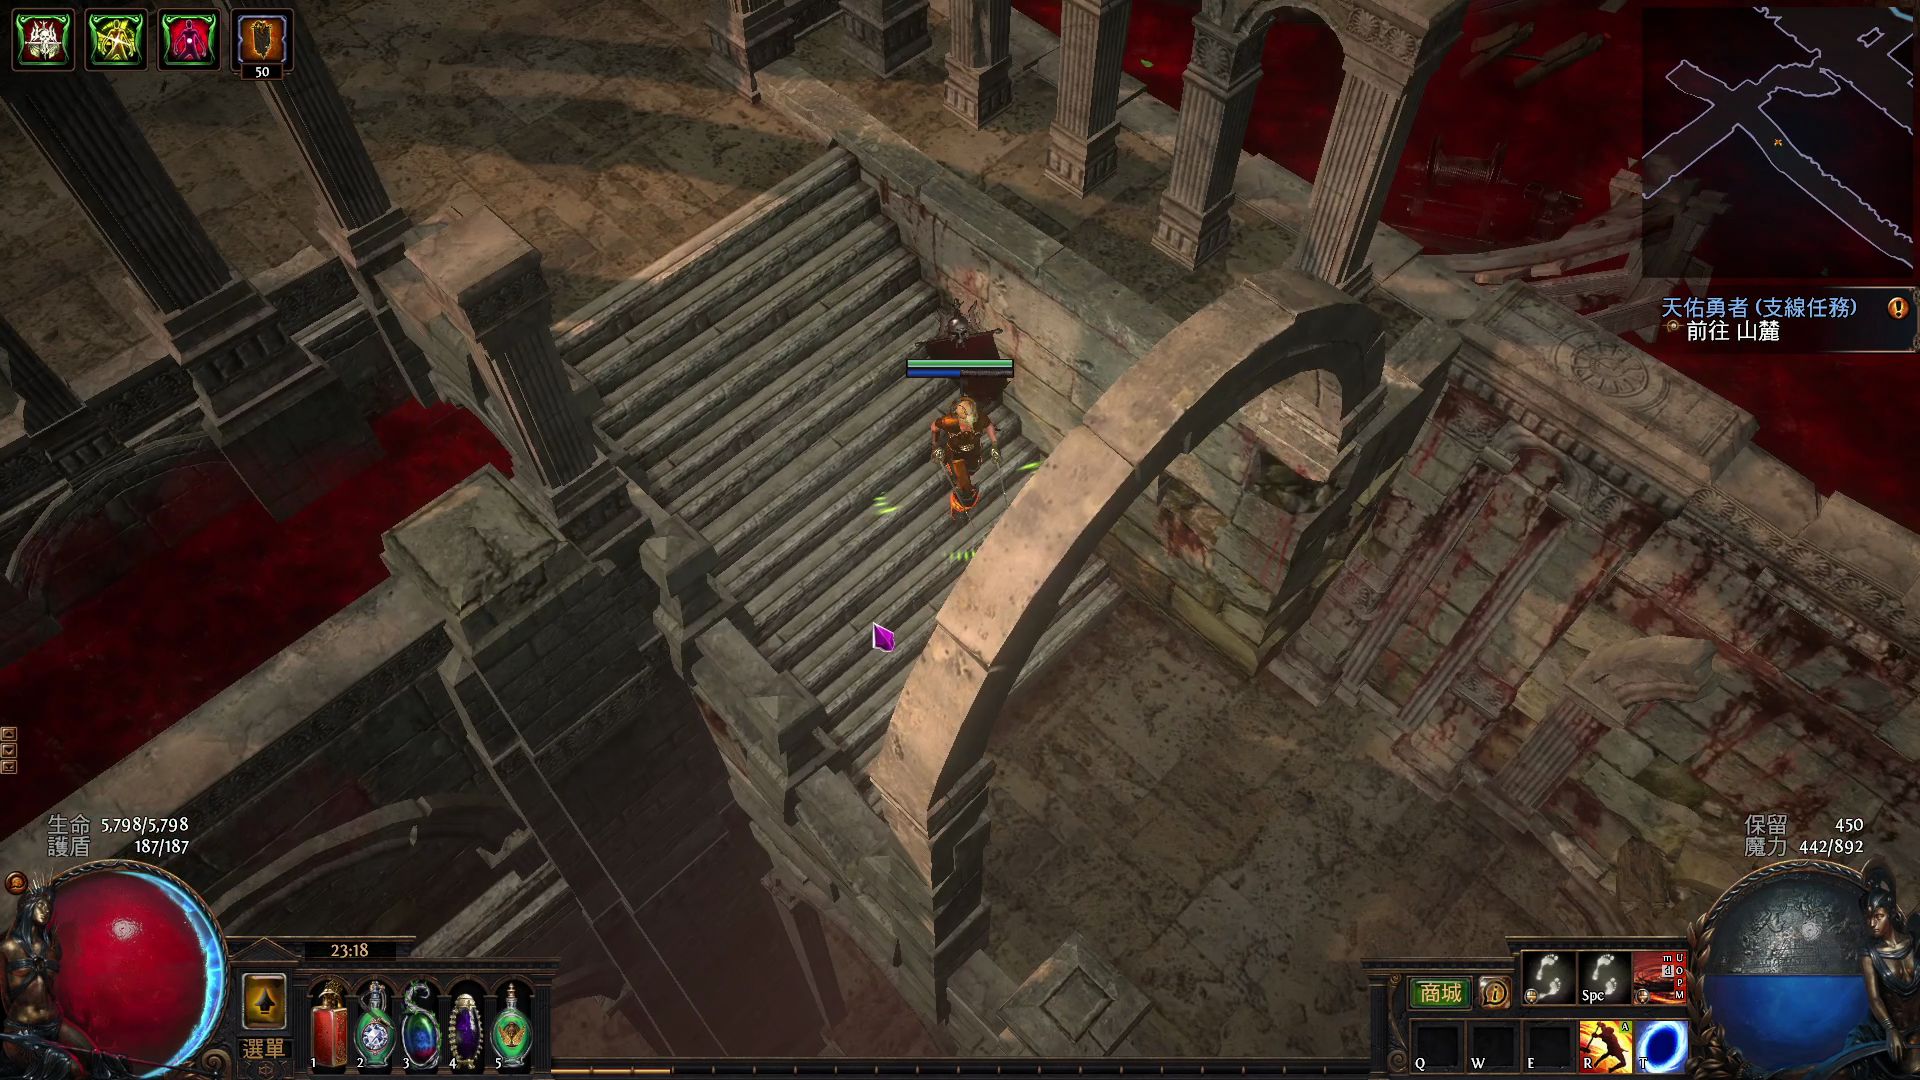 50
天佑勇者 (支線任務)
前往 山麓
生命 5,798/5,798
護盾 187/187
保留 450
魔力 442/892
23:18
選單
1 2 3 4 5
商城
Spc
m U
d O
P
M
Q W E R A T